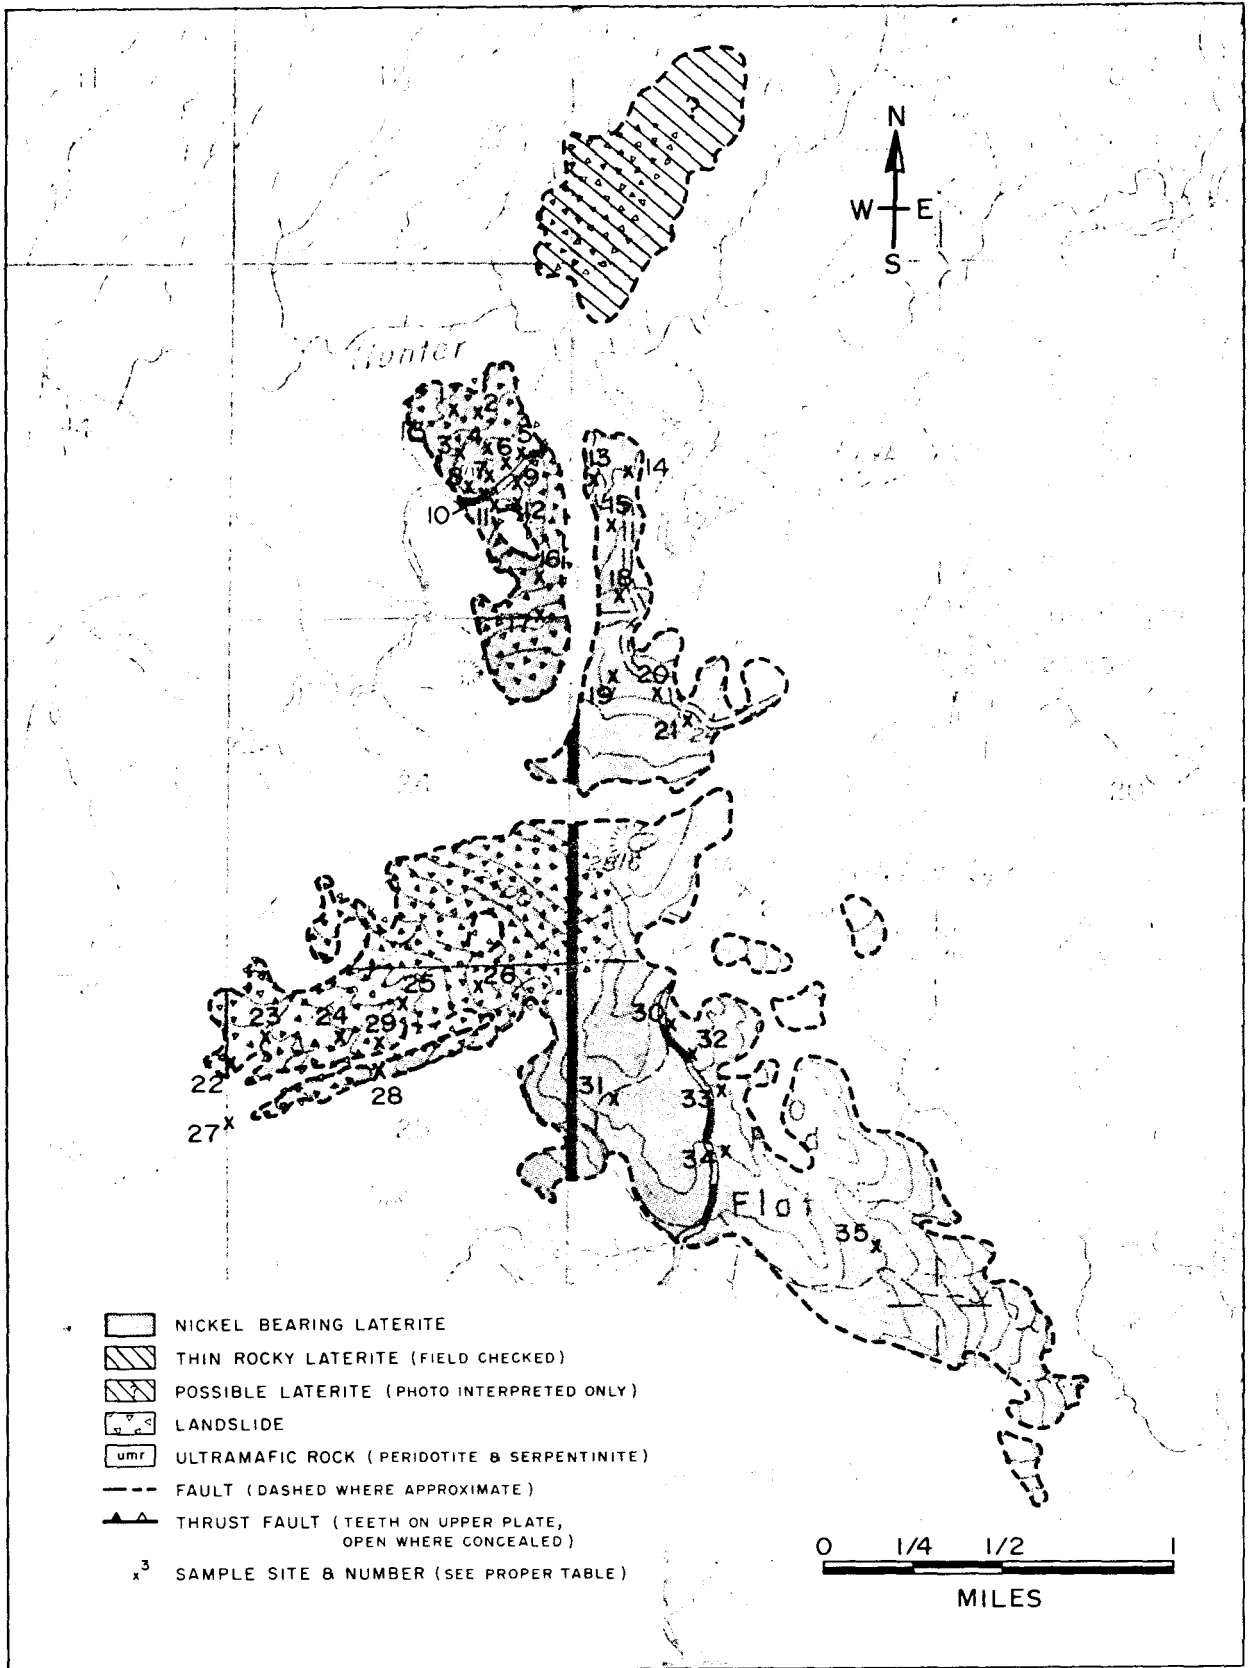 ?
N
W E
S
Hunter
1
2
3
4
5
6
7
8
9
10
11
12
13
14
15
16
17
18
19
20
21
24
2816
20
22
23
24
25
26
27
28
29
30
31
32
33
34
35
Flat
NICKEL BEARING LATERITE
THIN ROCKY LATERITE (FIELD CHECKED)
? POSSIBLE LATERITE (PHOTO INTERPRETED ONLY)
LANDSLIDE
umr ULTRAMAFIC ROCK (PERIDOTITE & SERPENTINITE)
FAULT (DASHED WHERE APPROXIMATE)
THRUST FAULT (TEETH ON UPPER PLATE,
OPEN WHERE CONCEALED)
x3 SAMPLE SITE & NUMBER (SEE PROPER TABLE)
0 1/4 1/2 1
MILES